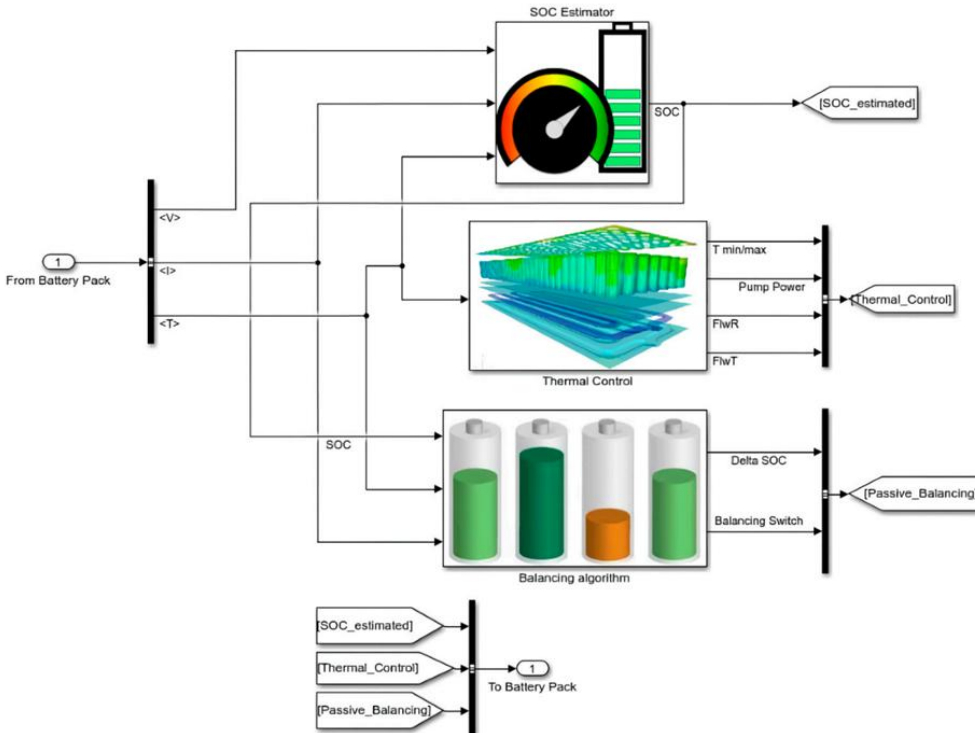 SOC Estimator
SOC
[SOC_estimated]
<V>
1
From Battery Pack
<I>
<T>
T min/max
Pump Power
FlwR
FlwT
Thermal_Control]
Thermal Control
SOC
Delta SOC
Balancing Switch
[Passive_Balancing]
Balancing algorithm
[SOC_estimated]
[Thermal_Control]
[Passive_Balancing]
1
To Battery Pack